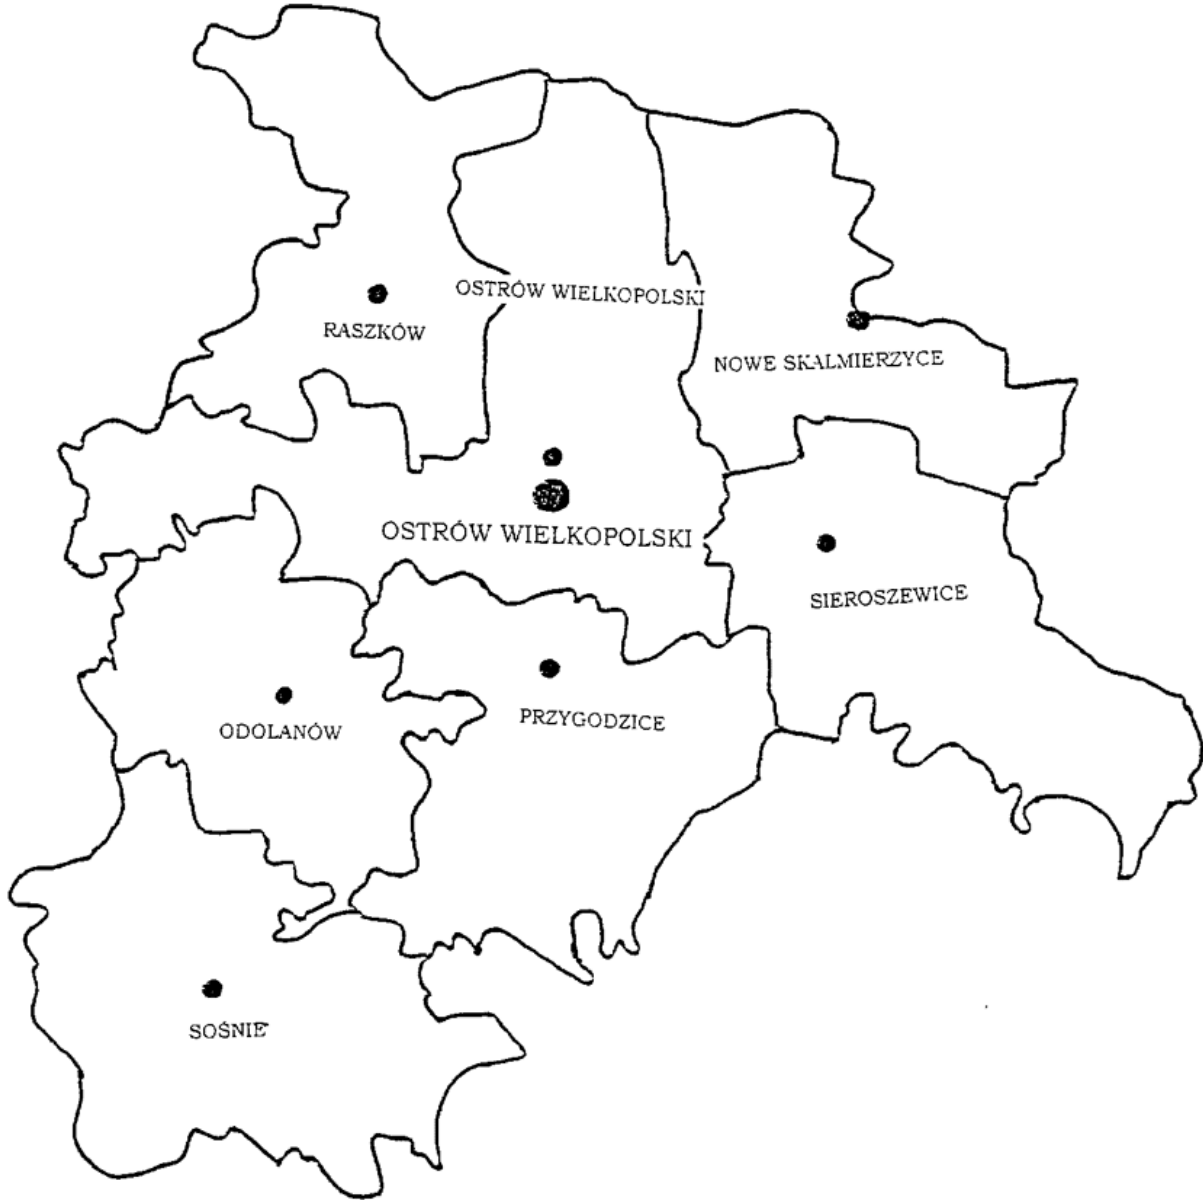 OSTRÓW WIELKOPOLSKI
RASZKÓW
NOWE SKALMIERZYCE
OSTRÓW WIELKOPOLSKI
SIEROSZEWICE
PRZYGODZICE
ODOLANÓW
SOŚNIE